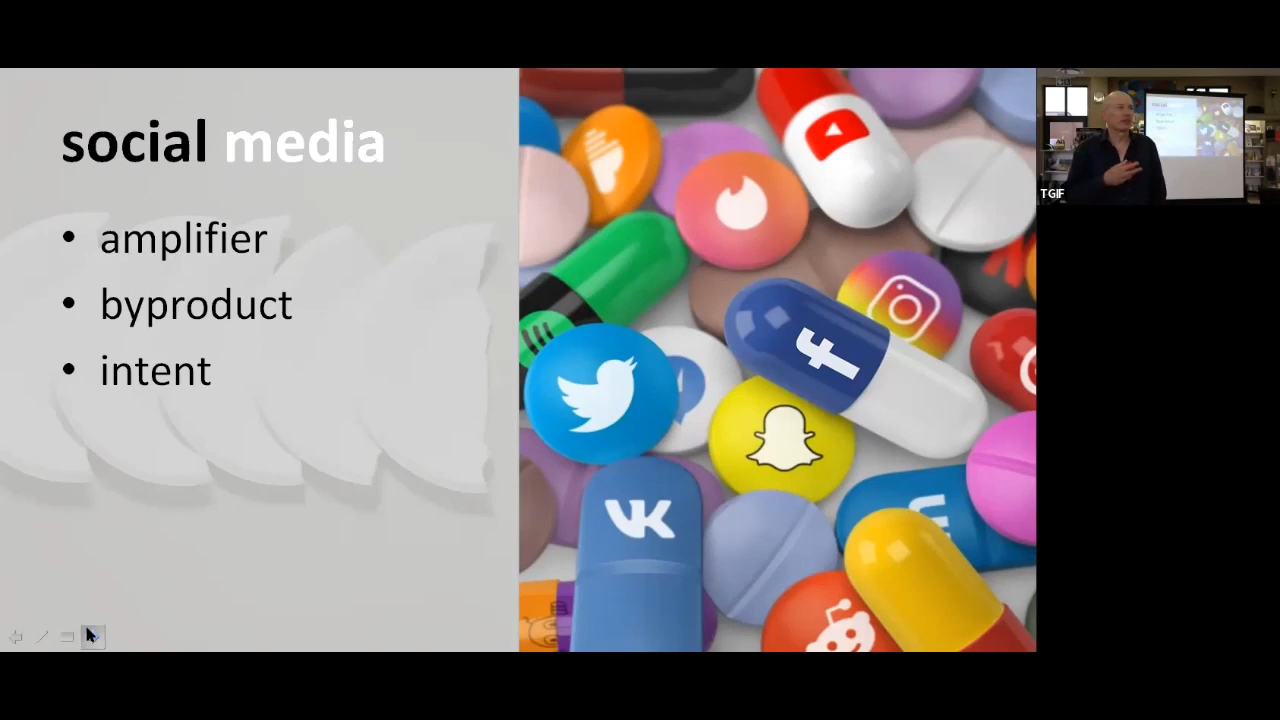 social media
• amplifier
• byproduct
• intent
TGIF